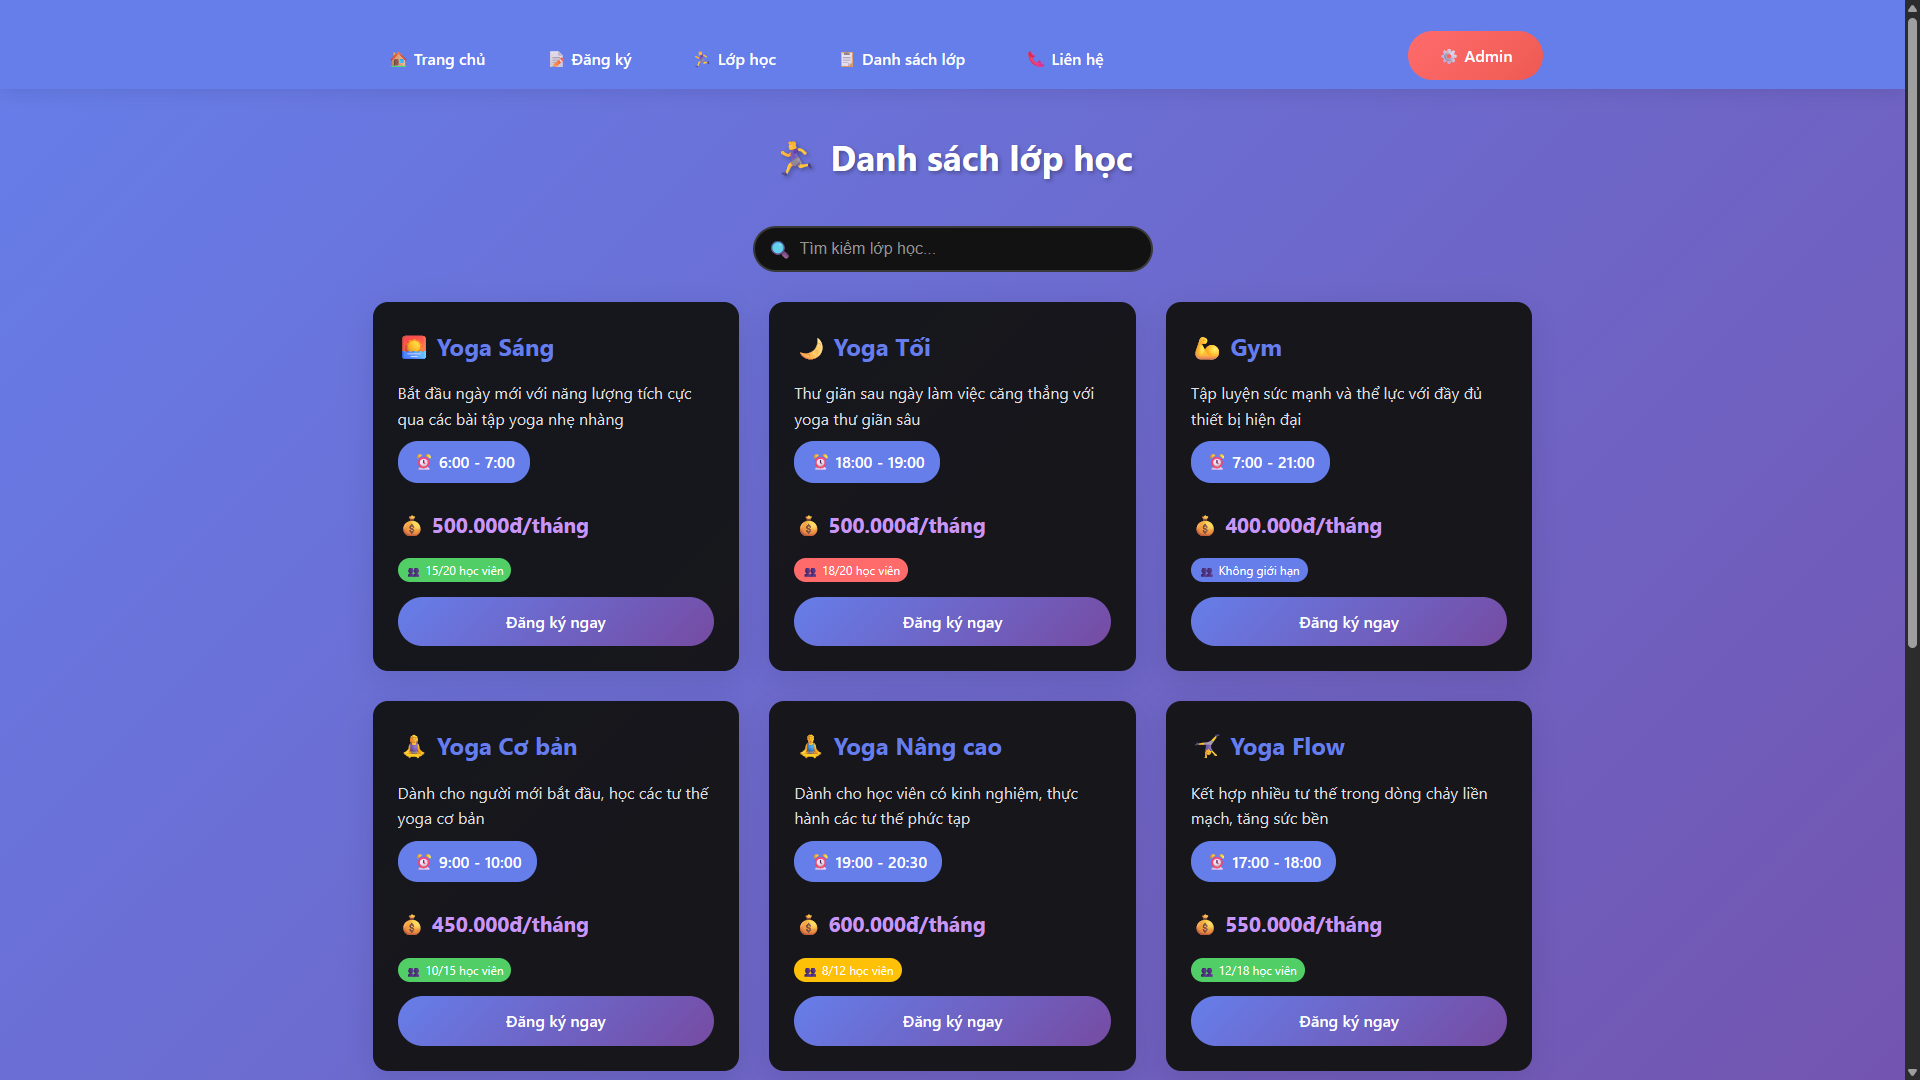 Trang chủ
Đăng ký
Lớp học
Danh sách lớp
Liên hệ
Admin
Danh sách lớp học
Tìm kiếm lớp học...
Yoga Sáng
Bắt đầu ngày mới với năng lượng tích cực
qua các bài tập yoga nhẹ nhàng
6:00 - 7:00
500.000đ/tháng
15/20 học viên
Đăng ký ngay
Yoga Tối
Thư giãn sau ngày làm việc căng thẳng với
yoga thư giãn sâu
18:00 - 19:00
500.000đ/tháng
18/20 học viên
Đăng ký ngay
Gym
Tập luyện sức mạnh và thể lực với đầy đủ
thiết bị hiện đại
7:00 - 21:00
400.000đ/tháng
Không giới hạn
Đăng ký ngay
Yoga Cơ bản
Dành cho người mới bắt đầu, học các tư thế
yoga cơ bản
9:00 - 10:00
450.000đ/tháng
10/15 học viên
Đăng ký ngay
Yoga Nâng cao
Dành cho học viên có kinh nghiệm, thực
hành các tư thế phức tạp
19:00 - 20:30
600.000đ/tháng
8/12 học viên
Đăng ký ngay
Yoga Flow
Kết hợp nhiều tư thế trong dòng chảy liền
mạch, tăng sức bền
17:00 - 18:00
550.000đ/tháng
12/18 học viên
Đăng ký ngay